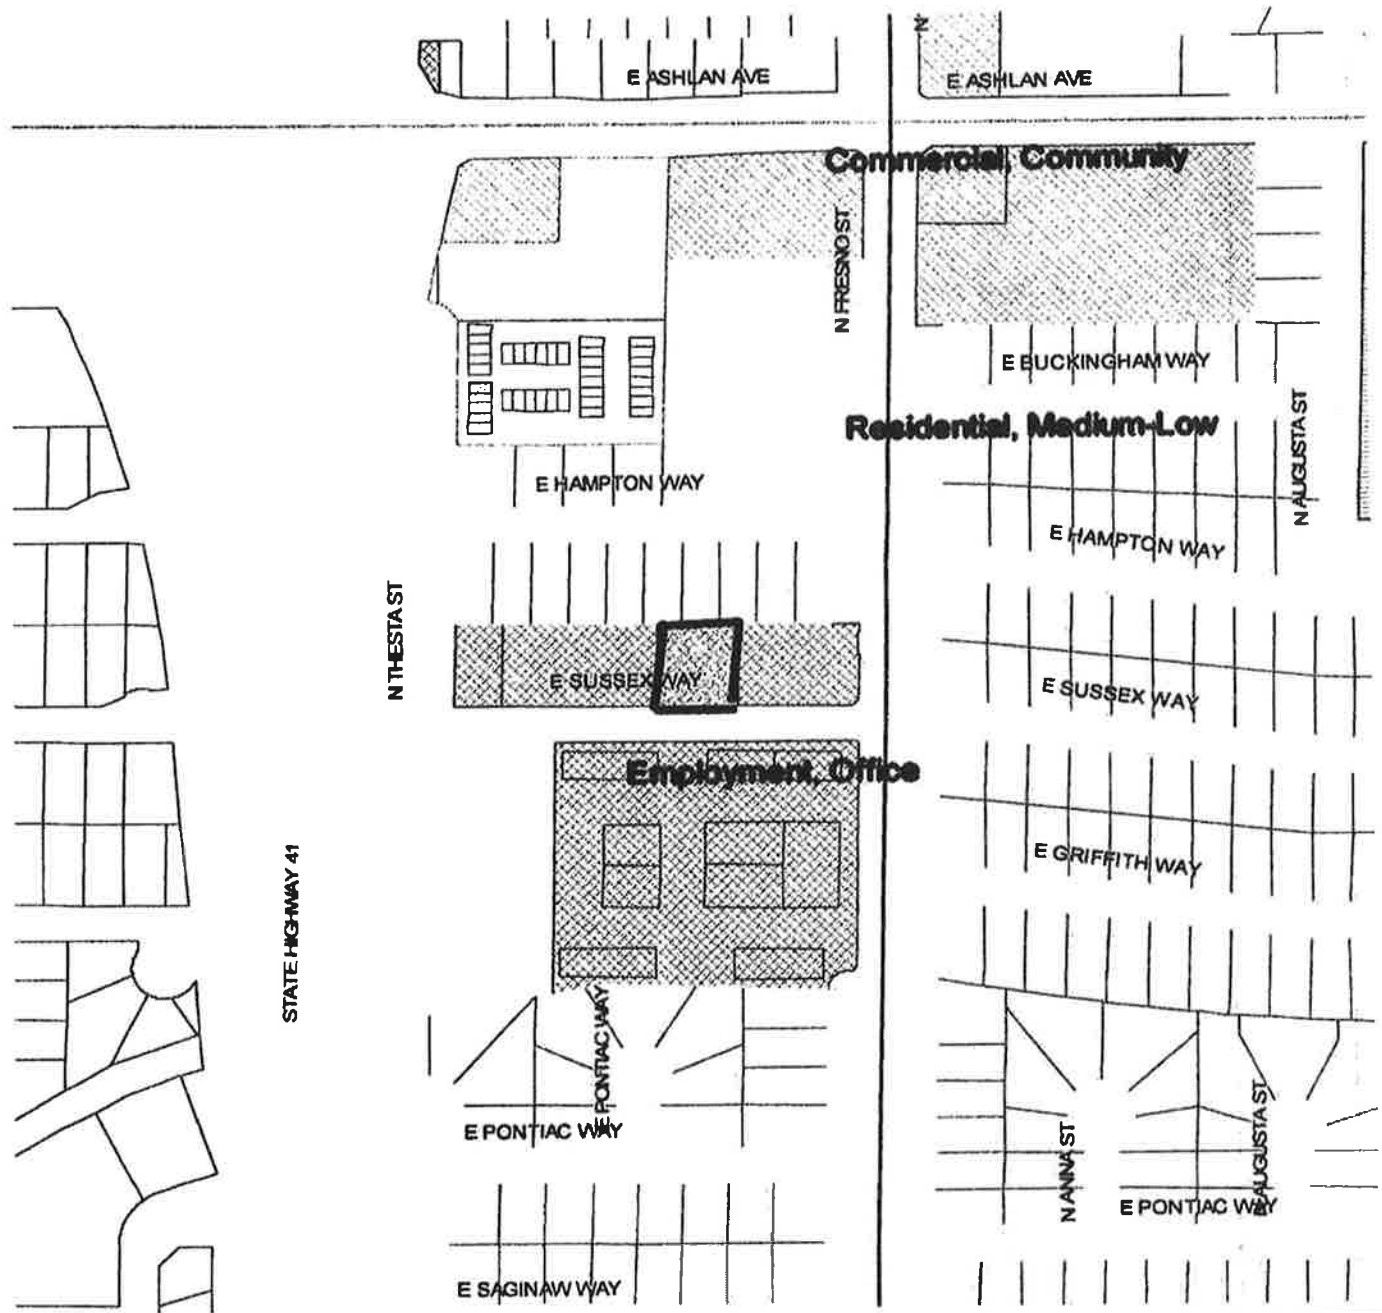 N
E ASHLAN AVE
E ASHLAN AVE
Commercial, Community
N FRESNO ST
E BUCKINGHAM WAY
Residential, Medium-Low
N AUGUSTA ST
E HAMPTON WAY
E HAMPTON WAY
N THESTA ST
E SUSSEX WAY
E SUSSEX WAY
Employment, Office
E GRIFFITH WAY
STATE HIGHWAY 41
E PONTIAC WAY
E PONTIAC WAY
N ANNA ST
N AUGUSTA ST
E PONTIAC WAY
E SAGINAW WAY